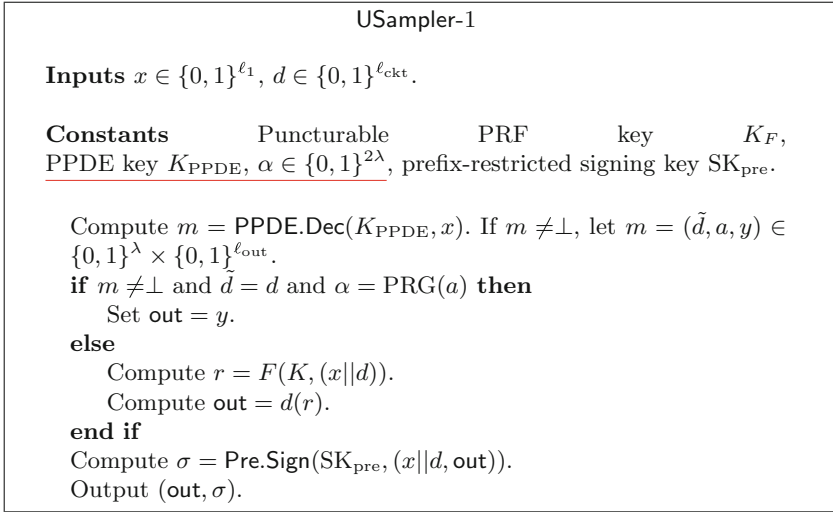 USampler-1
Inputs x ∈ {0, 1}^{ℓ_1}, d ∈ {0, 1}^{ℓ_ckt}.
Constants Puncturable PRF key K_F,
PPDE key K_PPDE, α ∈ {0, 1}^{2λ}, prefix-restricted signing key SK_pre.
Compute m = PPDE.Dec(K_PPDE, x). If m ≠⊥, let m = (d̃, a, y) ∈
{0, 1}^λ × {0, 1}^{ℓ_out}.
if m ≠⊥ and d̃ = d and α = PRG(a) then
Set out = y.
else
Compute r = F(K, (x||d)).
Compute out = d(r).
end if
Compute σ = Pre.Sign(SK_pre, (x||d, out)).
Output (out, σ).